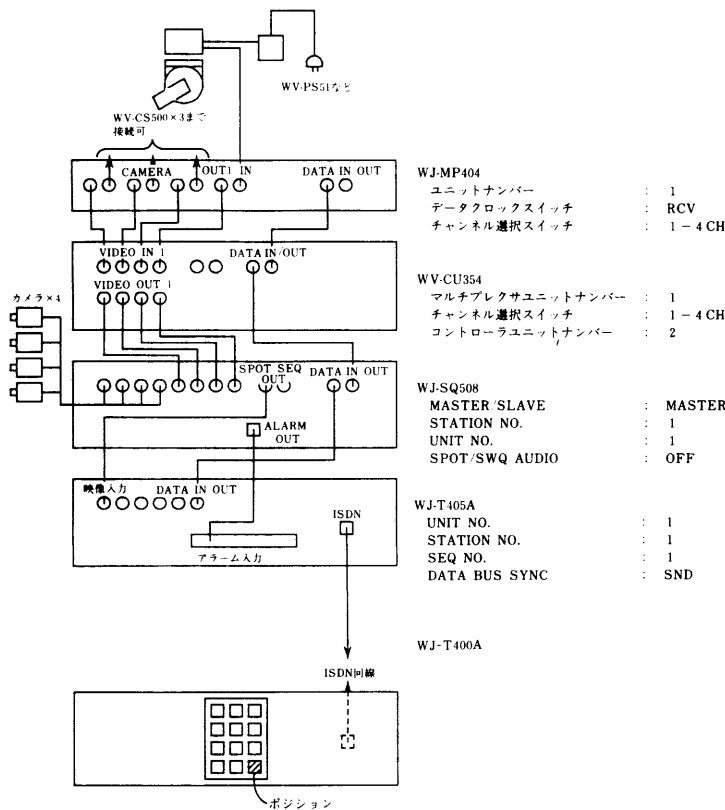 WV-PS51など
WV-CS500×3まで
接続可
CAMERA OUT1 IN DATA IN OUT
WJ-MP404
ユニットナンバー : 1
データクロックスイッチ : RCV
チャンネル選択スイッチ : 1－4 CH
VIDEO IN 1 DATA IN/OUT
VIDEO OUT 1
WV-CU354
マルチプレクサユニットナンバー : 1
チャンネル選択スイッチ : 1－4 CH
コントローラユニットナンバー : 2
カメラ×4
SPOT SEQ OUT DATA IN OUT
ALARM OUT
WJ-SQ508
MASTER/SLAVE : MASTER
STATION NO. : 1
UNIT NO. : 1
SPOT/SWQ AUDIO : OFF
映像入力 DATA IN OUT
ISDN
アラーム入力
WJ-T405A
UNIT NO. : 1
STATION NO. : 1
SEQ NO. : 1
DATA BUS SYNC : SND
WJ-T400A
ISDN回線
ポジション